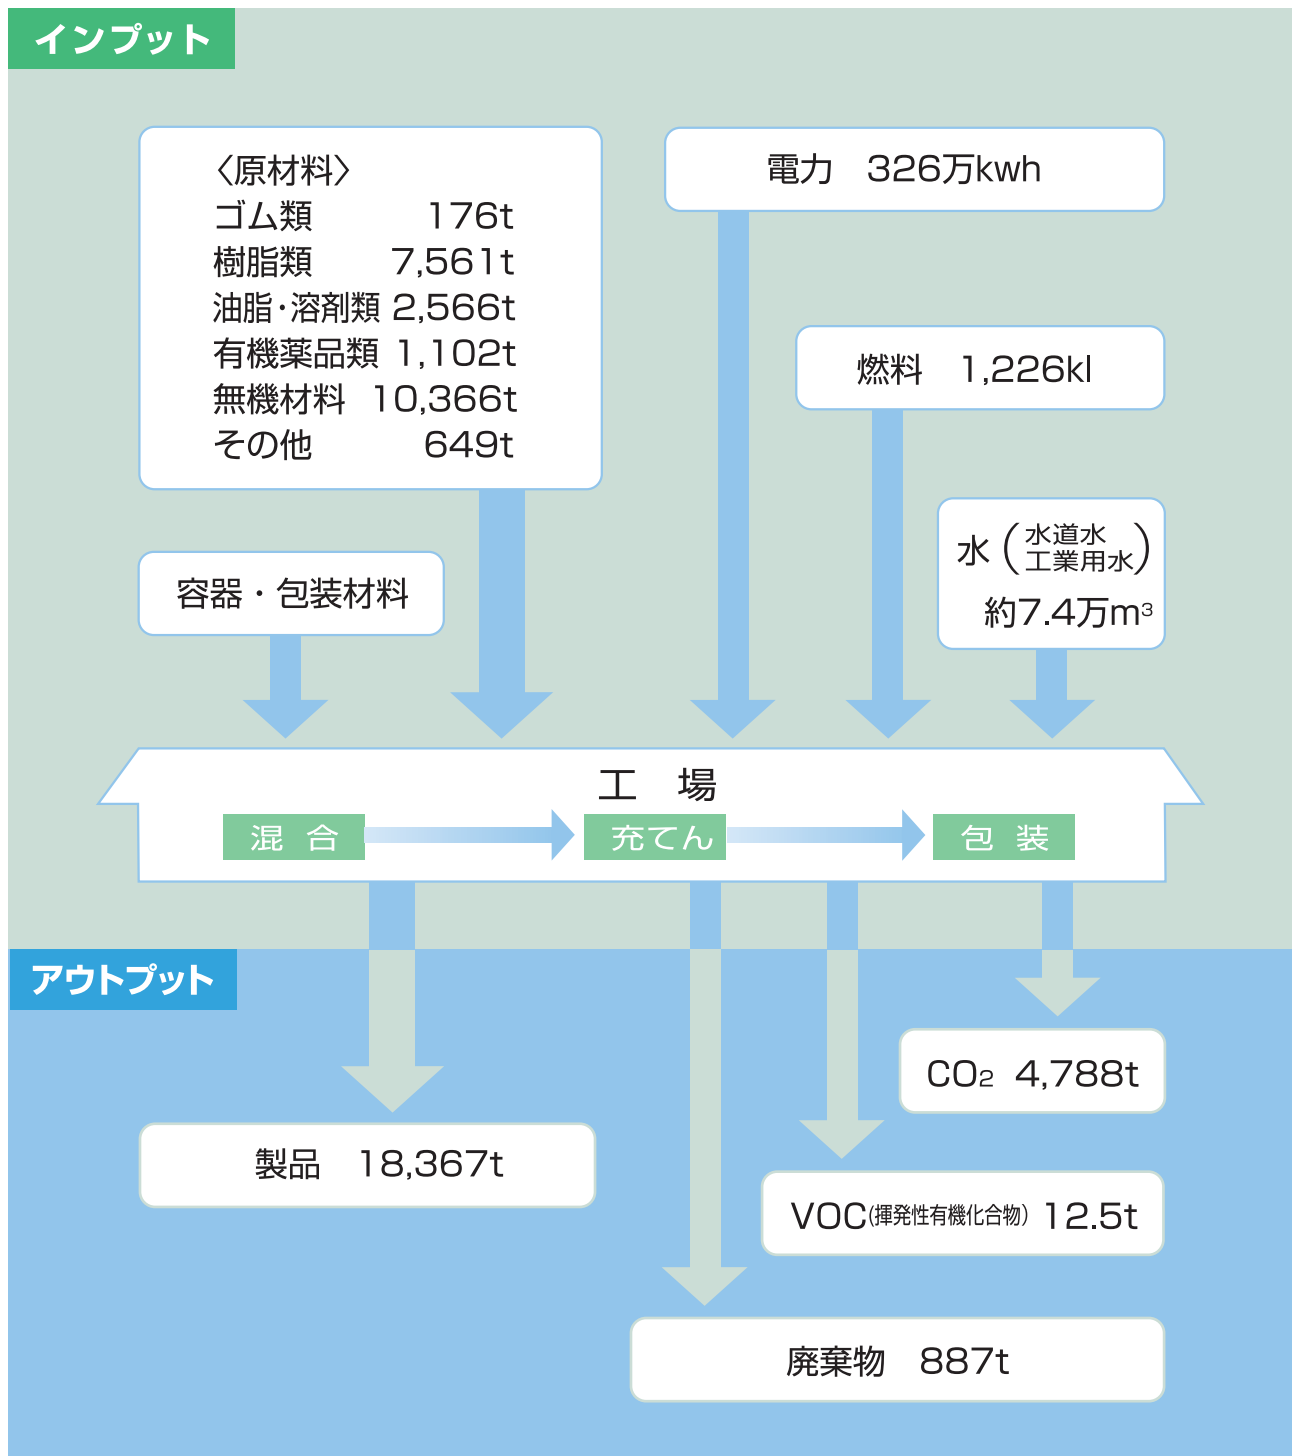 インプット
〈原材料〉
ゴム類 176t
樹脂類 7,561t
油脂・溶剤類 2,566t
有機薬品類 1,102t
無機材料 10,366t
その他 649t
電力 326万kwh
燃料 1,226kl
水(水道水
工業用水)
約7.4万m³
容器・包装材料
工 場
混 合
充てん
包 装
アウトプット
CO₂ 4,788t
製品 18,367t
VOC(揮発性有機化合物) 12.5t
廃棄物 887t